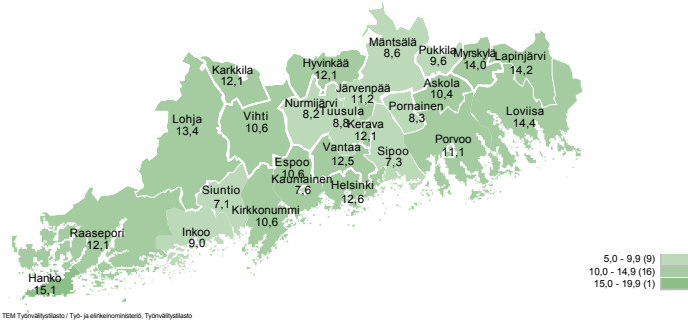 Mäntsälä
8,6
Pukkila
9,6
Myrskylä
14,0
Lapinjärvi
14,2
Karkkila
12,1
Hyvinkää
12,1
Järvenpää
11,2
Askola
10,4
Nurmijärvi
8,2
Tuusula
8,8
Pornainen
8,3
Loviisa
14,4
Lohja
13,4
Vihti
10,6
Kerava
12,1
Porvoo
11,1
Vantaa
12,5
Sipoo
7,3
Espoo
10,6
Kauniainen
7,6
Helsinki
12,6
Siuntio
7,1
Kirkkonummi
10,6
Raasepori
12,1
Inkoo
9,0
Hanko
15,1
5,0 - 9,9 (9)
10,0 - 14,9 (16)
15,0 - 19,9 (1)
TEM Työnvälitystilasto / Työ- ja elinkeinoministeriö, Työnvälitystilasto